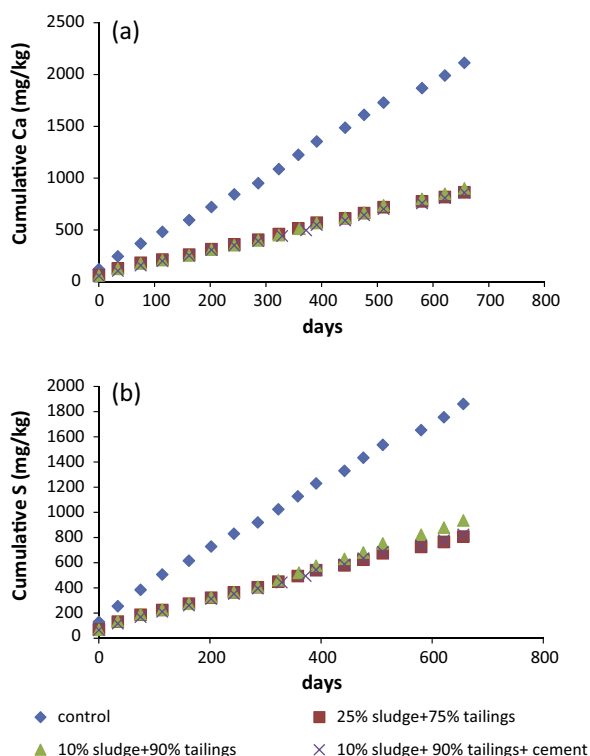 (a)
Cumulative Ca (mg/kg)
2500
2000
1500
1000
500
0
0 100 200 300 400 500 600 700 800
days
(b)
Cumulative S (mg/kg)
2000
1800
1600
1400
1200
1000
800
600
400
200
0
0 200 400 600 800
days
control 25% sludge+75% tailings
10% sludge+90% tailings 10% sludge+ 90% tailings+ cement